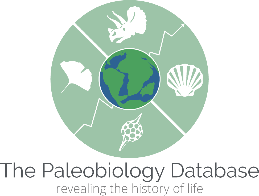 The Paleobiology Database
revealing the history of life